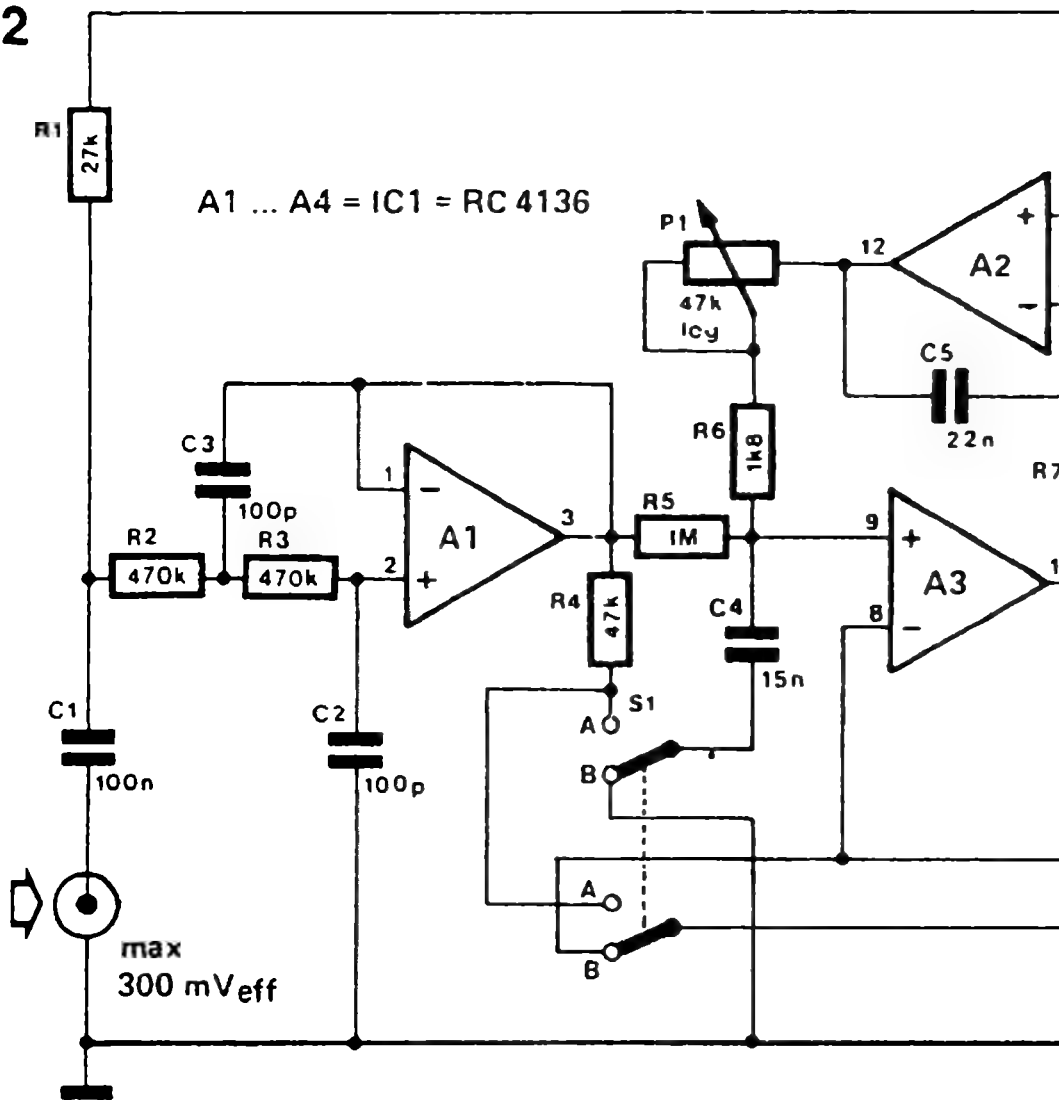 2
R1
27k
A1 ... A4 = IC1 = RC 4136
P1
47k
lcy
12
+
A2
−
C5
22n
R6
1k8
R7
C3
100p
1
−
A1
3
2
+
R2
470k
R3
470k
R5
1M
9
+
A3
8
−
1
R4
47k
C4
15n
S1
A
B
C1
100n
C2
100p
A
B
max
300 mVeff